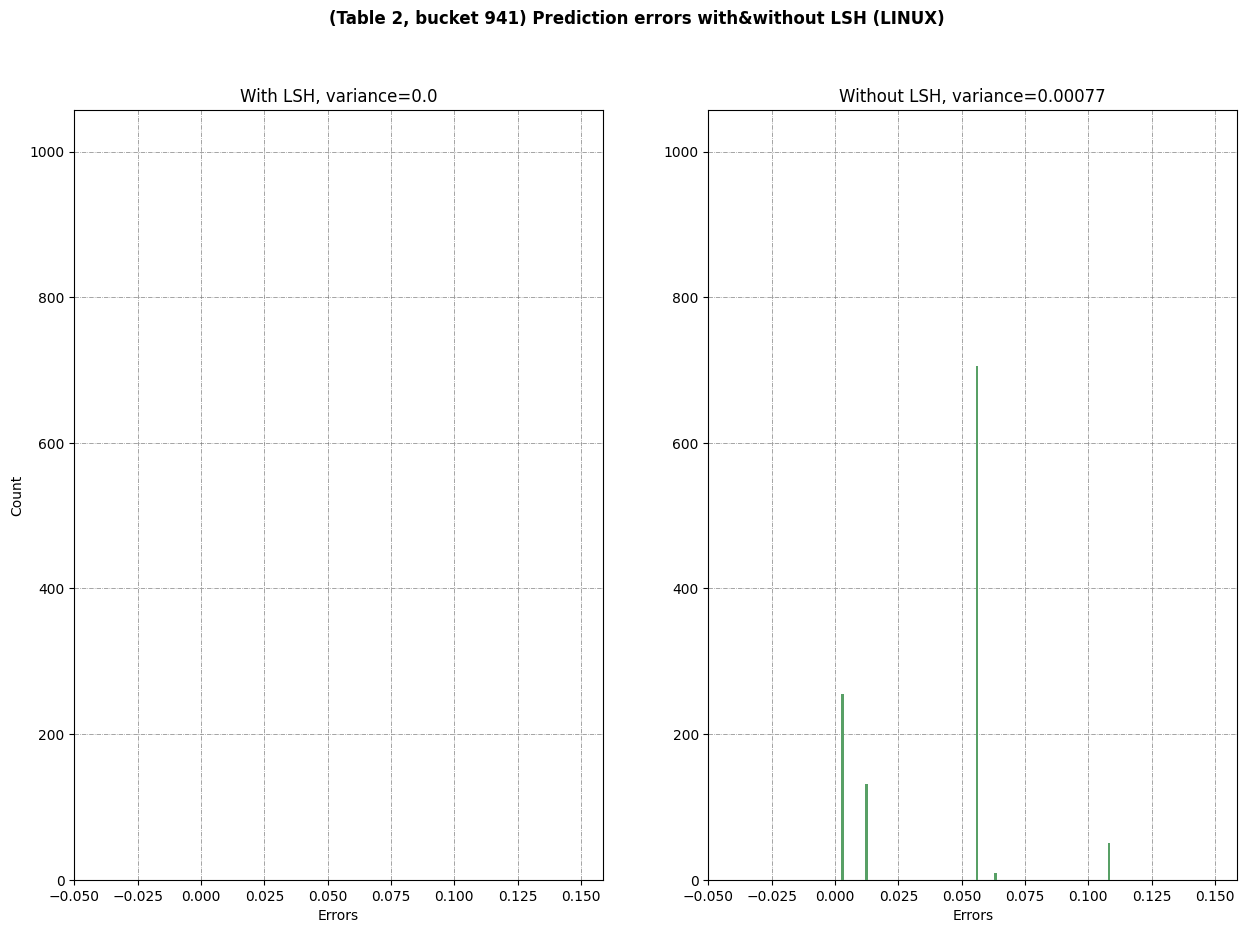 (Table 2, bucket 941) Prediction errors with&without LSH (LINUX)
With LSH, variance=0.0
1000
800
600
400
200
0
Count
−0.050 −0.025 0.000 0.025 0.050 0.075 0.100 0.125 0.150
Errors
Without LSH, variance=0.00077
1000
800
600
400
200
0
−0.050 −0.025 0.000 0.025 0.050 0.075 0.100 0.125 0.150
Errors